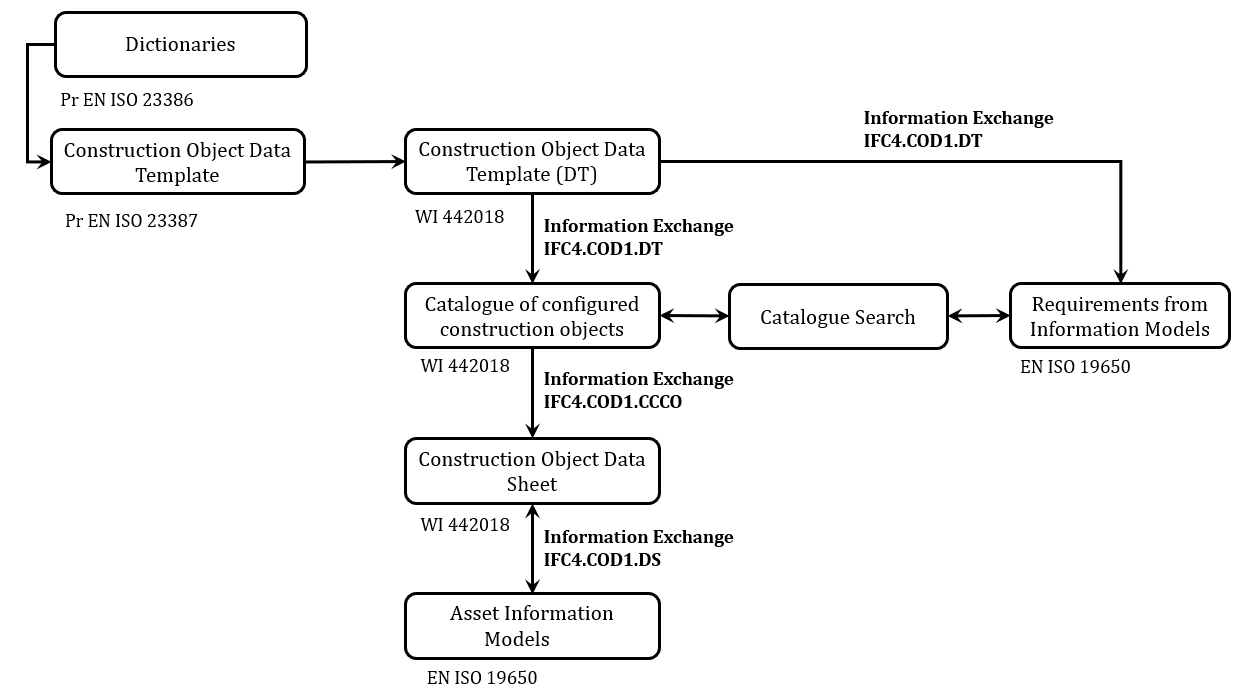 Dictionaries
Pr EN ISO 23386
Construction Object Data
Template
Pr EN ISO 23387
Construction Object Data
Template (DT)
WI 442018
Information Exchange
IFC4.COD1.DT
Information Exchange
IFC4.COD1.DT
Catalogue of configured
construction objects
WI 442018
Catalogue Search
Requirements from
Information Models
EN ISO 19650
Information Exchange
IFC4.COD1.CCCO
Construction Object Data
Sheet
WI 442018
Information Exchange
IFC4.COD1.DS
Asset Information
Models
EN ISO 19650